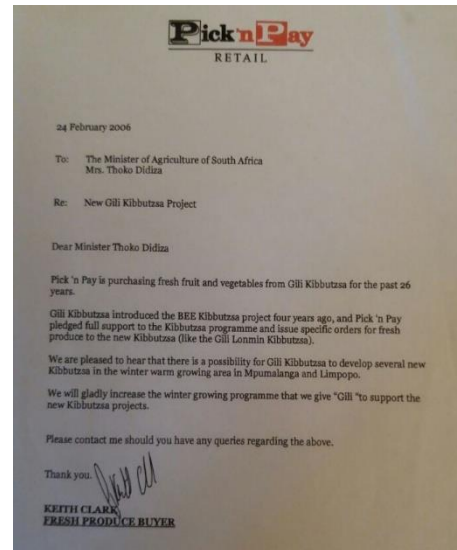 Pick 'n Pay
RETAIL
24 February 2006
To: The Minister of Agriculture of South Africa
Mrs. Thoko Didiza
Re: New Gili Kibbutzsa Project
Dear Minister Thoko Didiza
Pick 'n Pay is purchasing fresh fruit and vegetables from Gili Kibbutzsa for the past 26
years.
Gili Kibbutzsa introduced the BEE Kibbutzsa project four years ago, and Pick 'n Pay
pledged full support to the Kibbutzsa programme and issue specific orders for fresh
produce to the new Kibbutzsa (like the Gili Lonmin Kibbutzsa).
We are pleased to hear that there is a possibility for Gili Kibbutzsa to develop several new
Kibbutzsa in the winter warm growing area in Mpumalanga and Limpopo.
We will gladly increase the winter growing programme that we give "Gili "to support the
new Kibbutzsa projects.
Please contact me should you have any queries regarding the above.
Thank you.
KEITH CLARK
FRESH PRODUCE BUYER